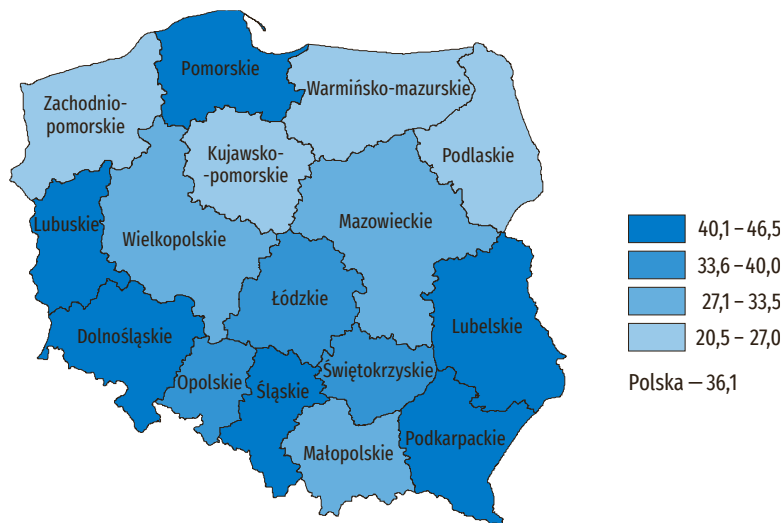 Pomorskie
Warmińsko-mazurskie
Zachodnio-
pomorskie
Kujawsko-
-pomorskie
Podlaskie
Lubuskie
Wielkopolskie
Mazowieckie
Łódzkie
Dolnośląskie
Lubelskie
Opolskie
Śląskie
Świętokrzyskie
Małopolskie
Podkarpackie
40,1 – 46,5
33,6 – 40,0
27,1 – 33,5
20,5 – 27,0
Polska — 36,1